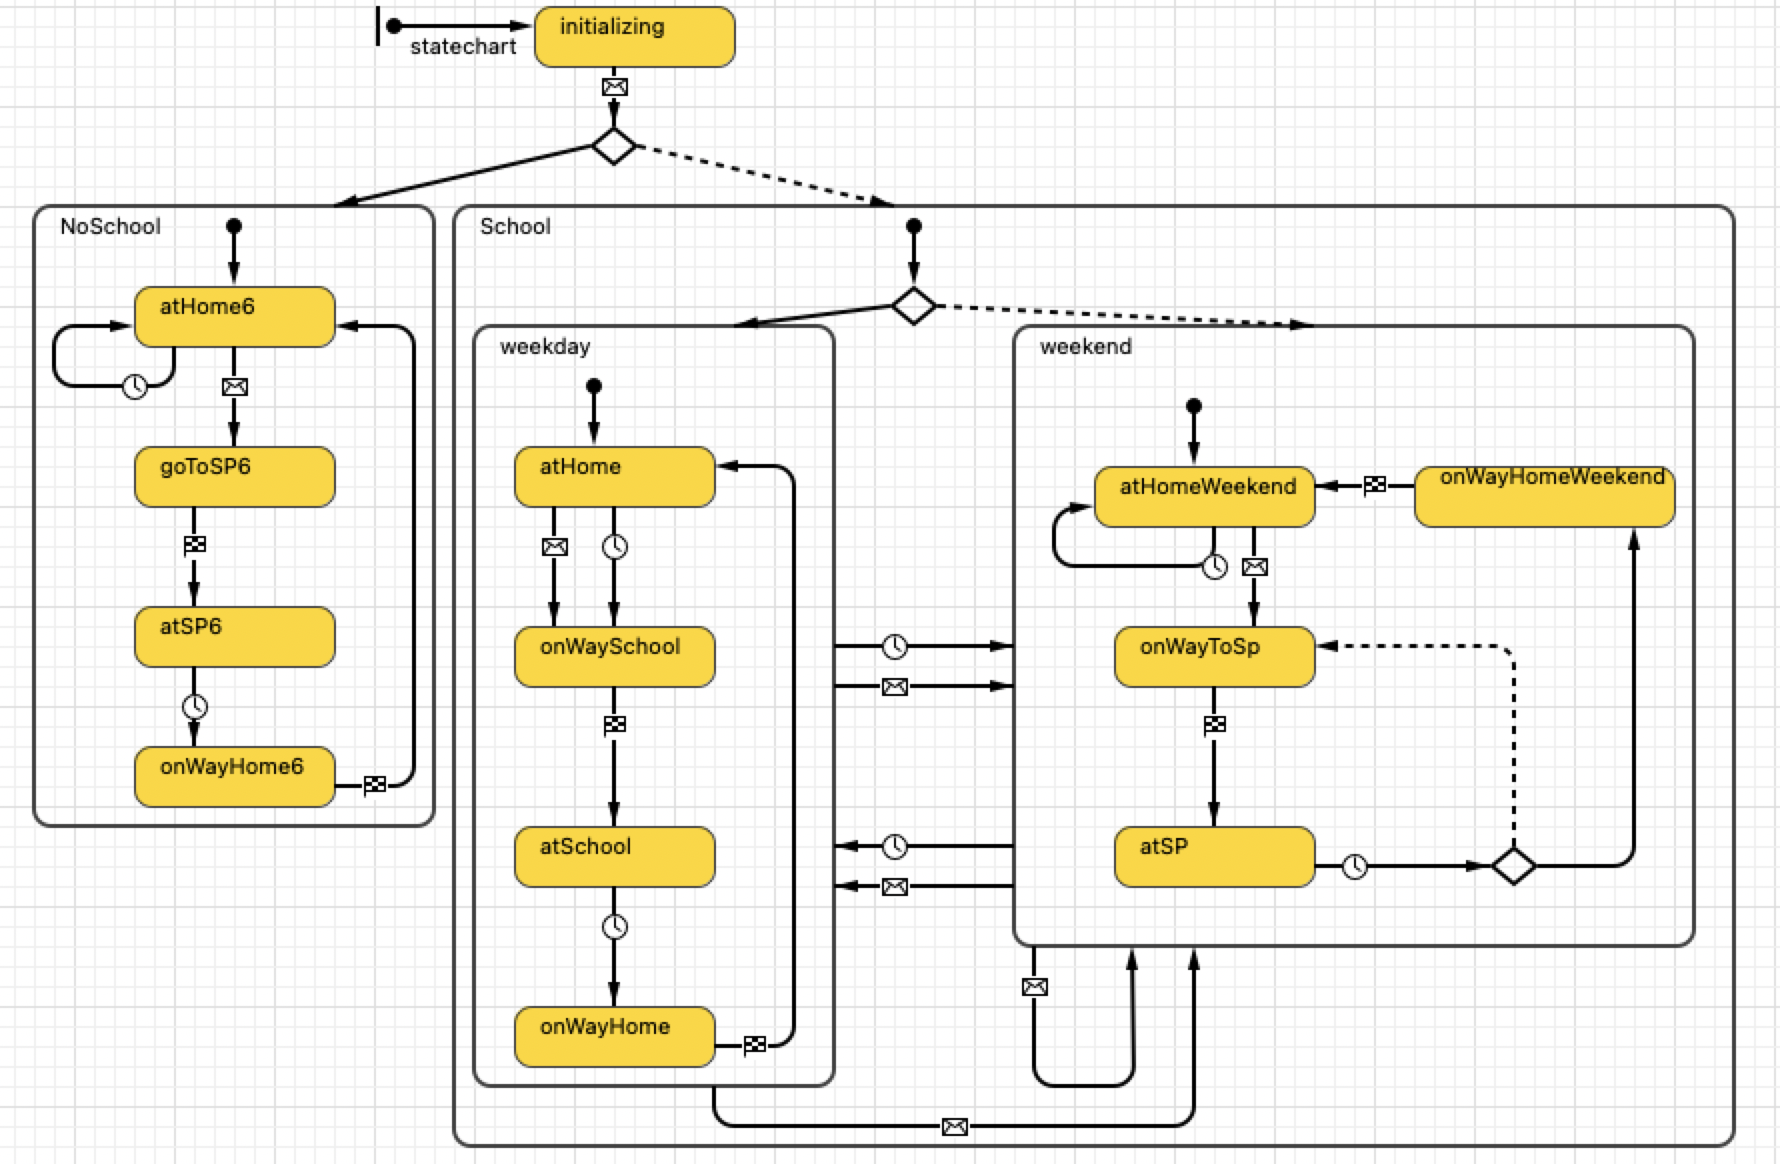 initializing
statechart
NoSchool
School
atHome6
weekday
weekend
goToSP6
atHome
atHomeWeekend
onWayHomeWeekend
atSP6
onWaySchool
onWayToSp
onWayHome6
atSchool
atSP
onWayHome